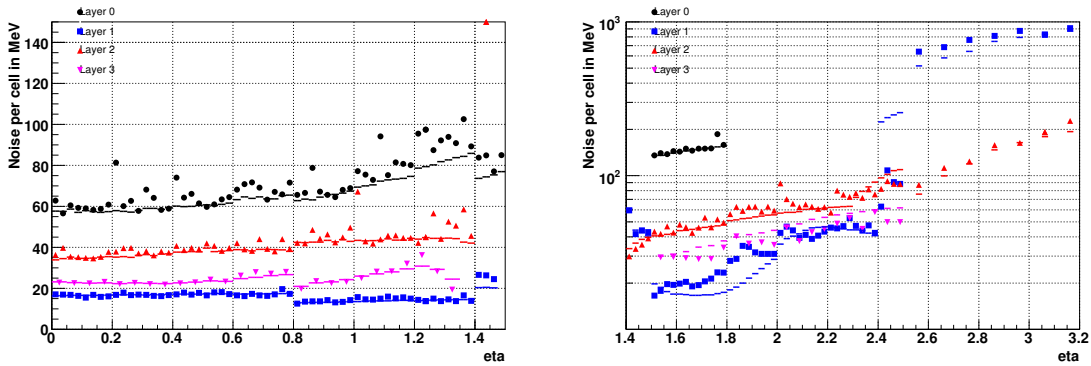 Noise per cell in MeV
140
120
100
80
60
40
20
0
Layer 0
Layer 1
Layer 2
Layer 3
0 0.2 0.4 0.6 0.8 1 1.2 1.4
eta
Noise per cell in MeV
10³
10²
10
Layer 0
Layer 1
Layer 2
Layer 3
1.4 1.6 1.8 2 2.2 2.4 2.6 2.8 3 3.2
eta